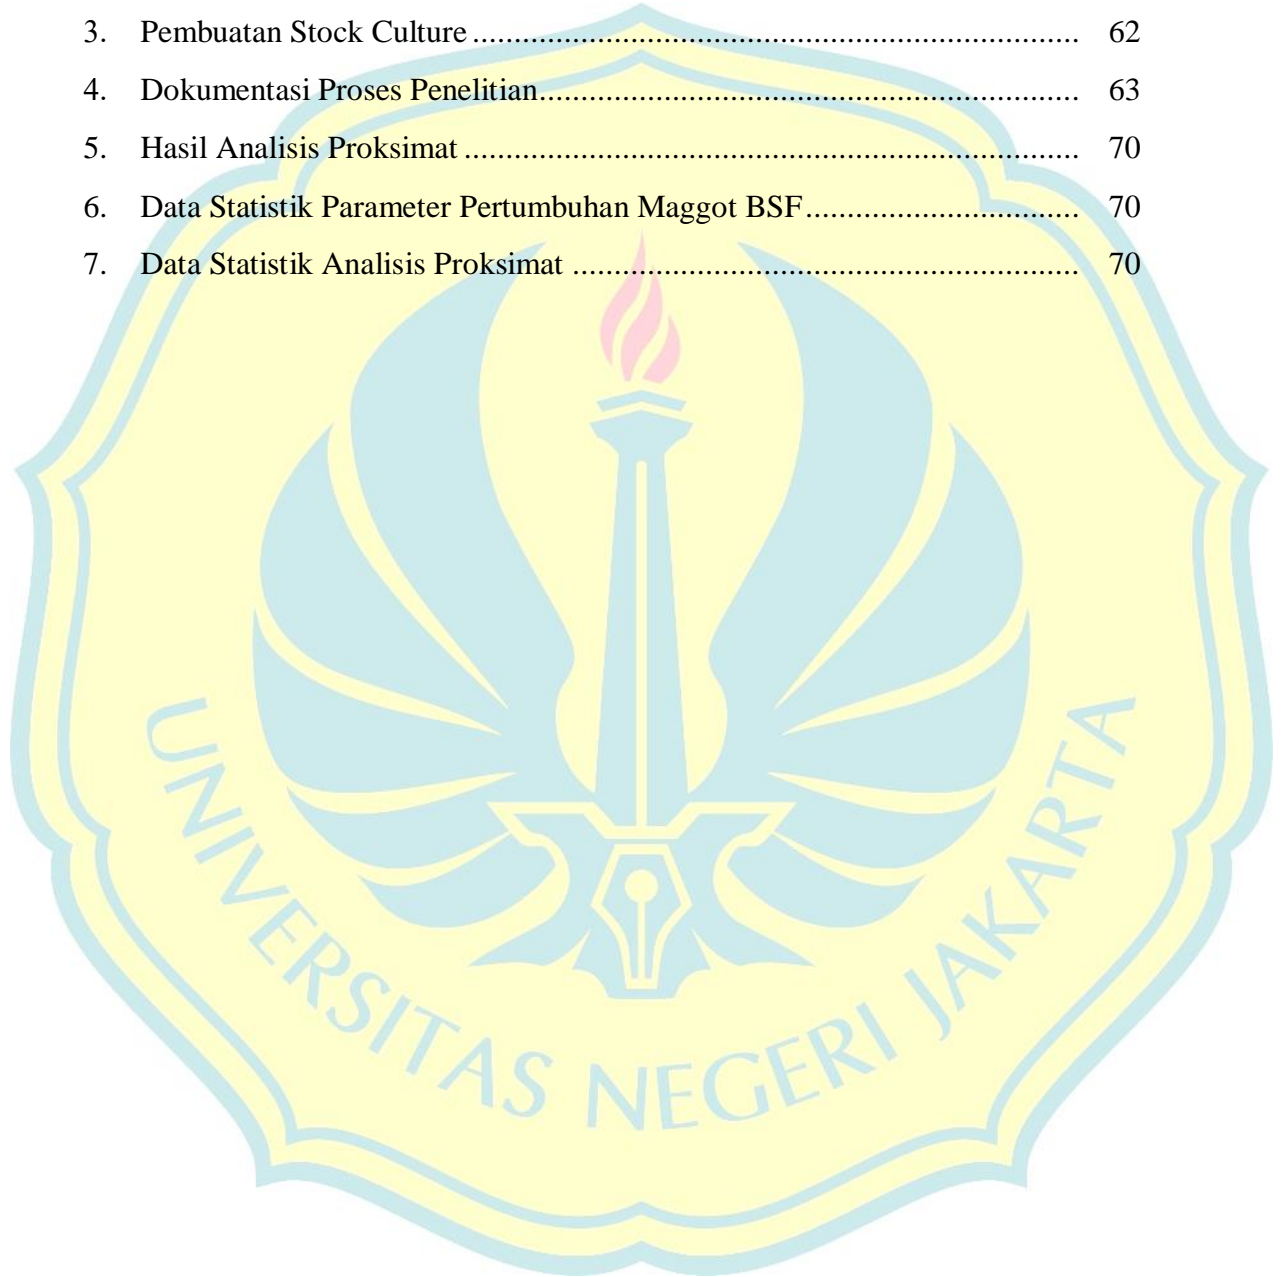 3. Pembuatan Stock Culture ........................................................................... 62
4. Dokumentasi Proses Penelitian................................................................... 63
5. Hasil Analisis Proksimat ............................................................................ 70
6. Data Statistik Parameter Pertumbuhan Maggot BSF.................................. 70
7. Data Statistik Analisis Proksimat ............................................................... 70
UNIVERSITAS NEGERI JAKARTA